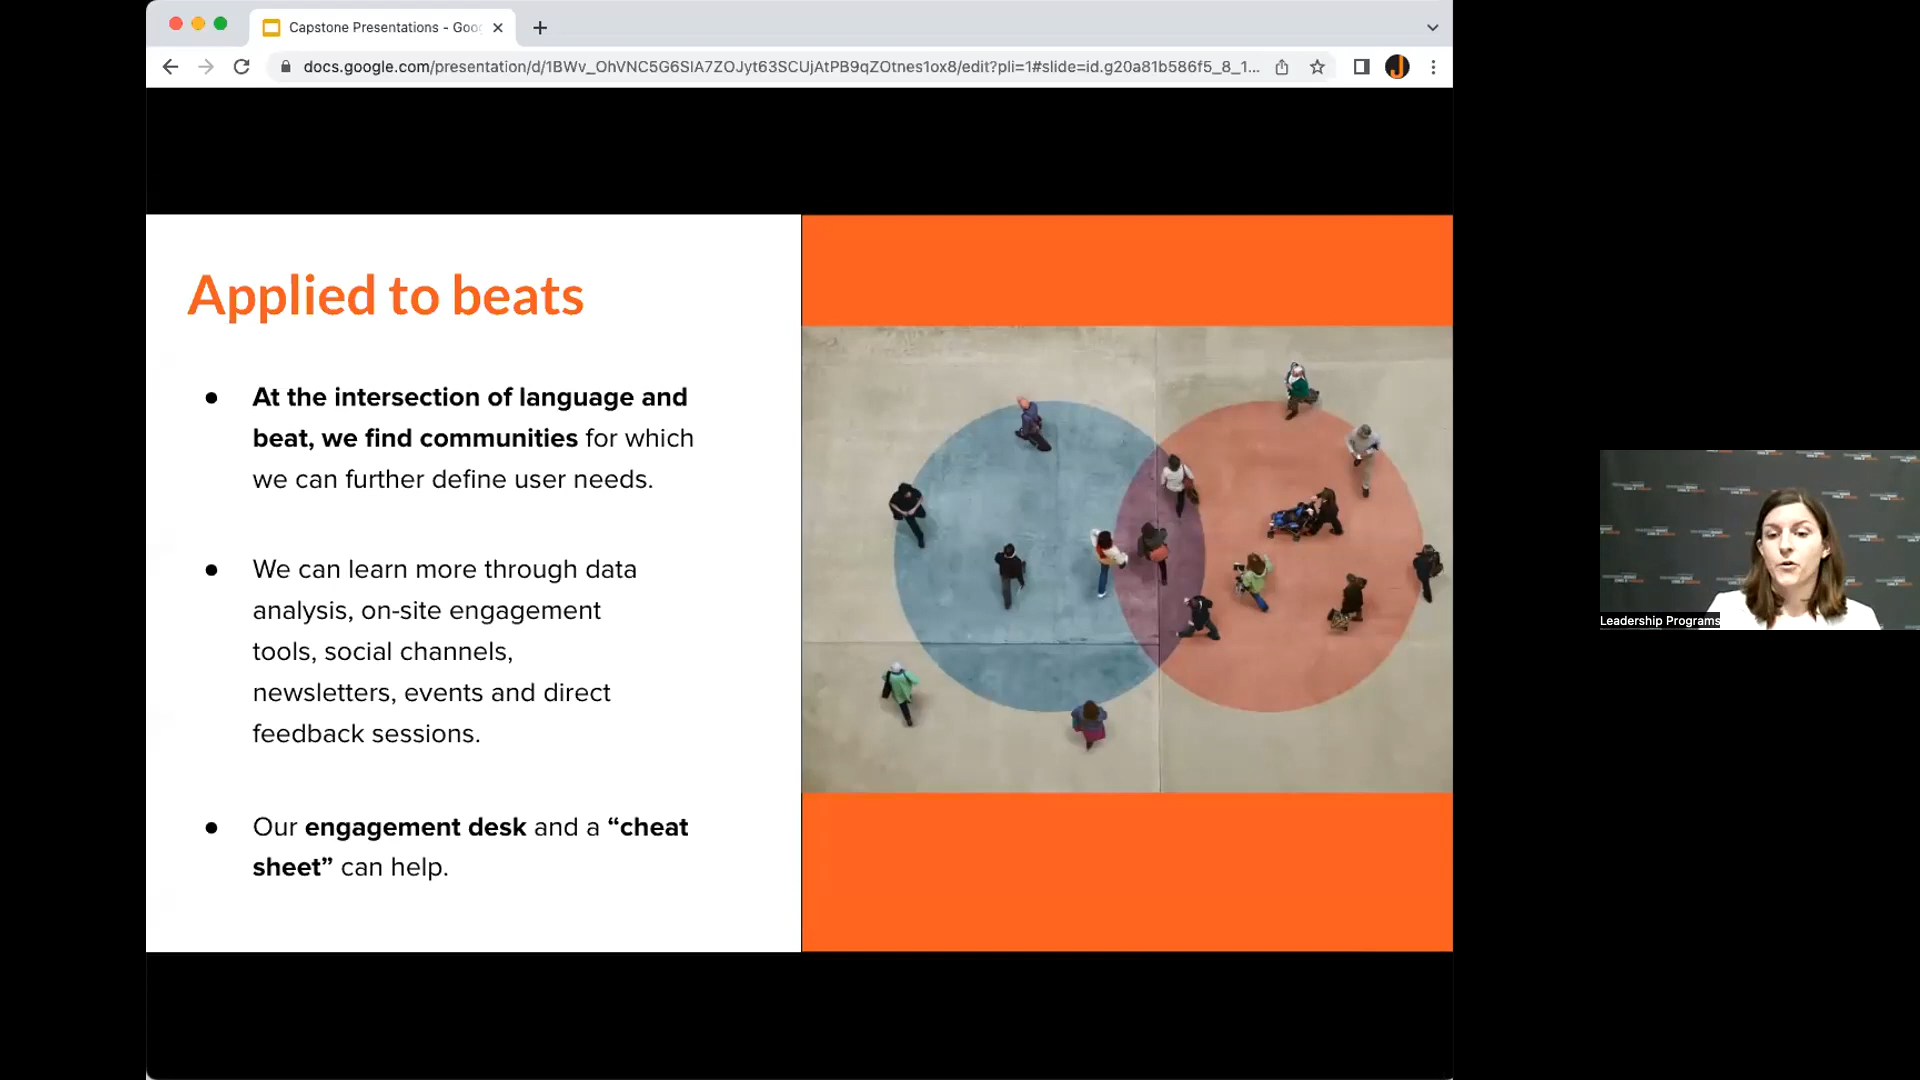 Capstone Presentations - Goo
docs.google.com/presentation/d/1BWv_OhVNC5G6SIA7ZOJyt63SCUjAtPB9qZOtnes1ox8/edit?pli=1#slide=id.g20a81b586f5_8_1...
Applied to beats
● At the intersection of language and
beat, we find communities for which
we can further define user needs.
● We can learn more through data
analysis, on-site engagement
tools, social channels,
newsletters, events and direct
feedback sessions.
● Our engagement desk and a “cheat
sheet” can help.
Leadership Programs